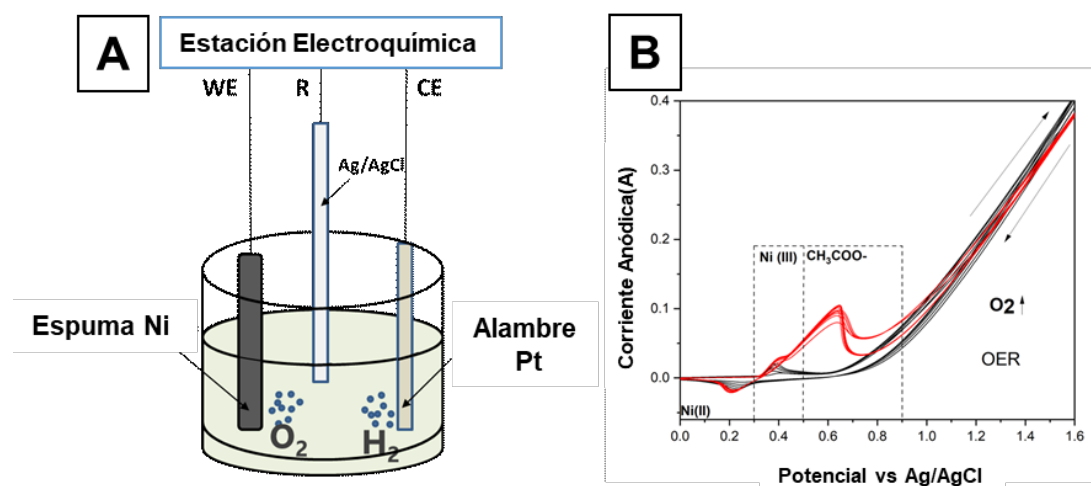 A
Estación Electroquímica
WE
R
CE
Ag/AgCl
Espuma Ni
Alambre
Pt
O2
H2
B
Corriente Anódica(A)
0.4
0.3
0.2
0.1
0.0
Ni (III)
CH3COO-
O2
OER
Ni(II)
0.0 0.2 0.4 0.6 0.8 1.0 1.2 1.4 1.6
Potencial vs Ag/AgCl